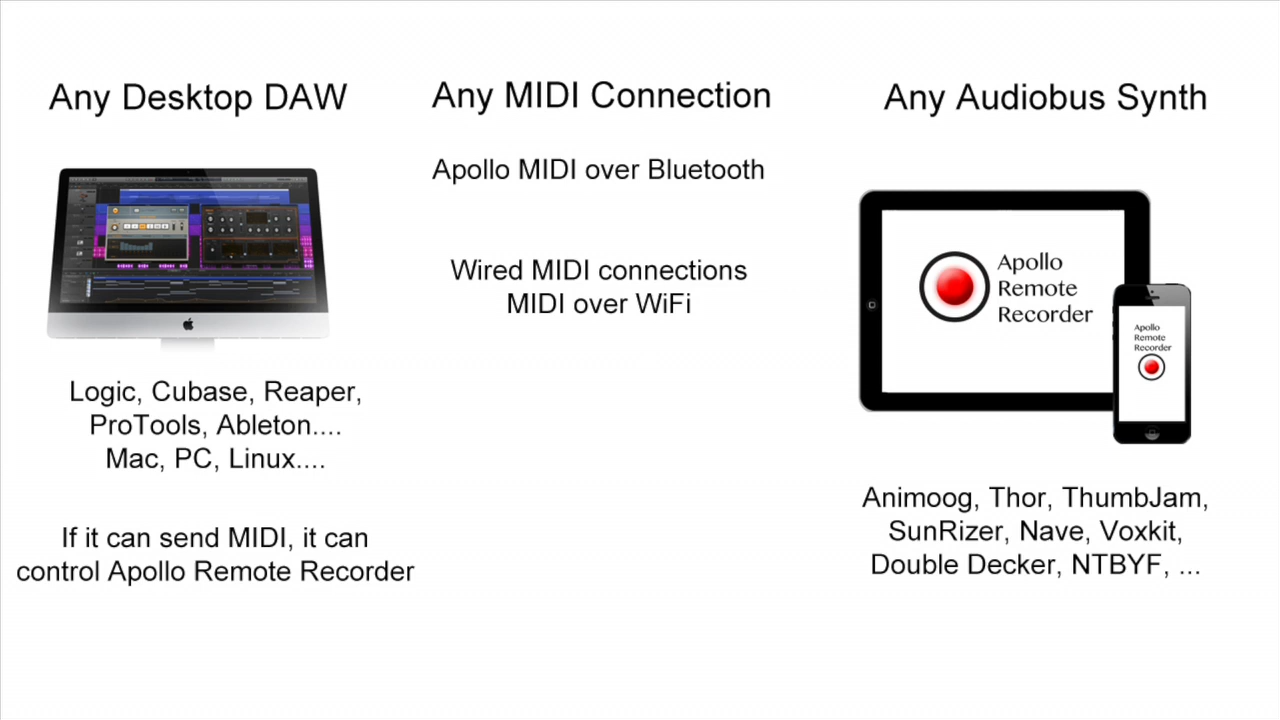 Any Desktop DAW
Logic, Cubase, Reaper,
ProTools, Ableton....
Mac, PC, Linux....
If it can send MIDI, it can
control Apollo Remote Recorder
Any MIDI Connection
Apollo MIDI over Bluetooth
Wired MIDI connections
MIDI over WiFi
Any Audiobus Synth
Apollo
Remote
Recorder
Apollo
Remote
Recorder
Animoog, Thor, ThumbJam,
SunRizer, Nave, Voxkit,
Double Decker, NTBYF, ...